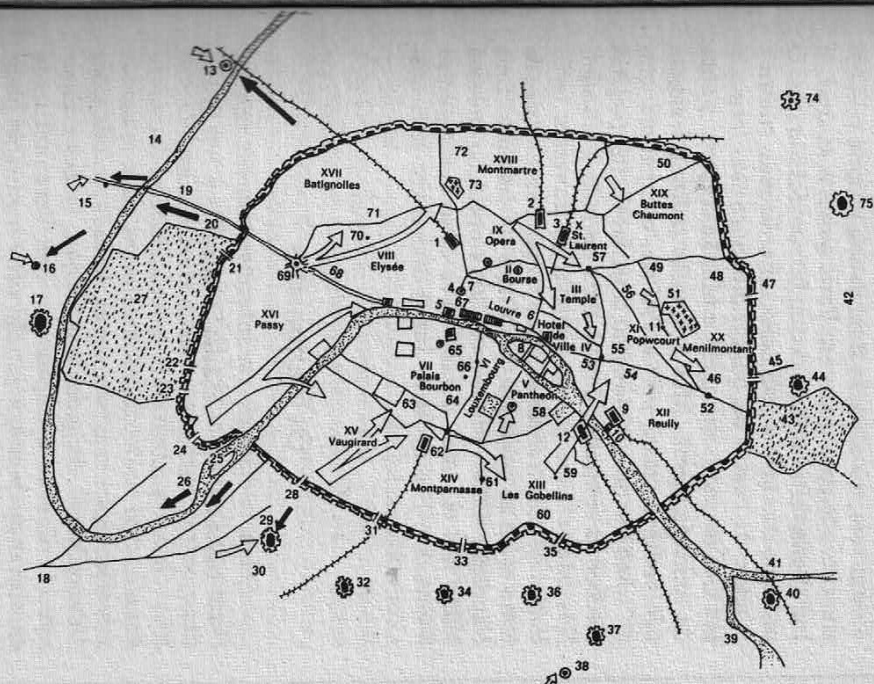 74
13
72
XVIII
Montmartre
50
14
XVII
Batignolles
73
XIX
Buttes
Chaumont
75
15
19
20
71
70
1
2
3
X
St.
Laurent
IX
Opera
57
49
48
47
16
21
69
68
VIII
Elysée
II
Bourse
III
Temple
56
51
42
17
27
4
7
67
I
Louvre
6
5
11
XI
Popwcourt
XX
Menilmontant
XVI
Passy
Hotel
de
Ville IV
8
65
66
53
55
54
46
45
44
22
23
VII
Palais
Bourbon
64
VI
Louxembourg
V
Pantheon
58
52
43
63
9
XII
Reully
24
25
XV
Vaugirard
62
12
10
26
28
XIV
Montparnasse
61
XIII
Les Gobellins
59
60
29
30
31
33
35
18
32
34
36
41
40
37
39
38